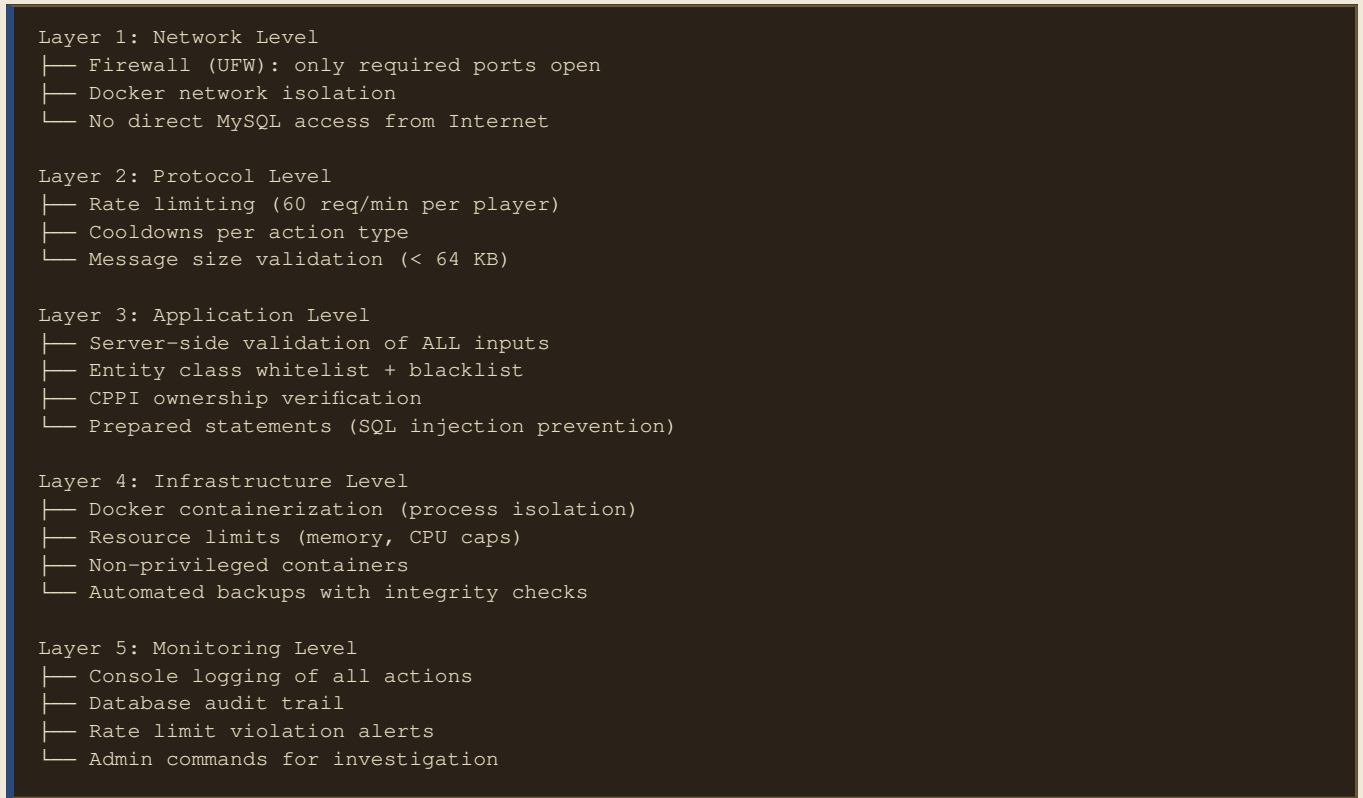 Layer 1: Network Level
├── Firewall (UFW): only required ports open
├── Docker network isolation
└── No direct MySQL access from Internet

Layer 2: Protocol Level
├── Rate limiting (60 req/min per player)
├── Cooldowns per action type
└── Message size validation (< 64 KB)

Layer 3: Application Level
├── Server-side validation of ALL inputs
├── Entity class whitelist + blacklist
├── CPPI ownership verification
└── Prepared statements (SQL injection prevention)

Layer 4: Infrastructure Level
├── Docker containerization (process isolation)
├── Resource limits (memory, CPU caps)
├── Non-privileged containers
└── Automated backups with integrity checks

Layer 5: Monitoring Level
├── Console logging of all actions
├── Database audit trail
├── Rate limit violation alerts
└── Admin commands for investigation